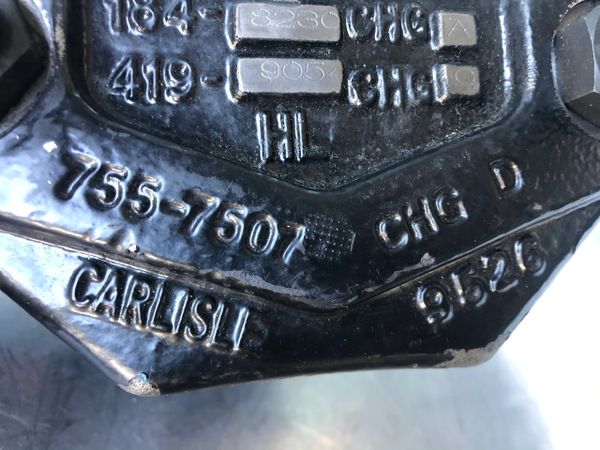 184- 8230 CHG A
419- 9054 CHG C
HL
755-7507 CHG D
CARLISLE 9526